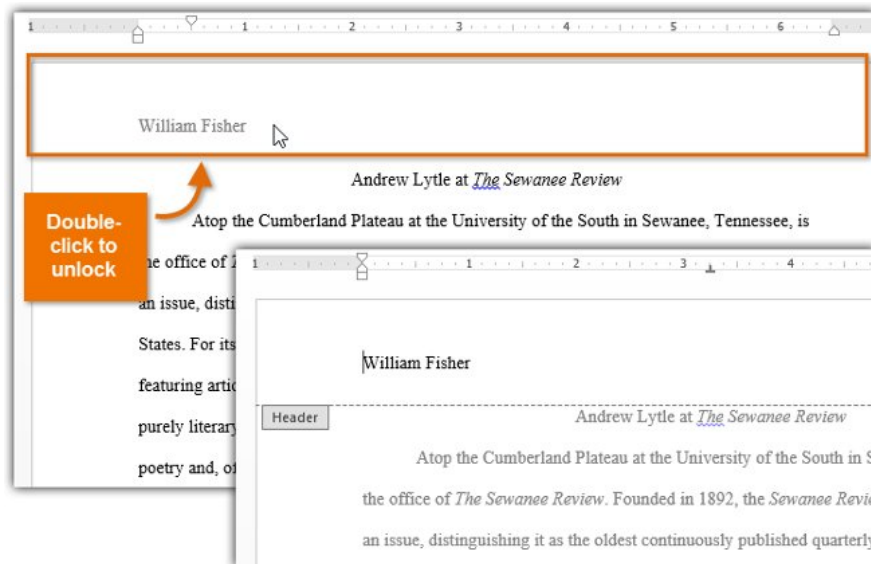 1 1 2 3 4 5 6
William Fisher
Andrew Lytle at The Sewanee Review
Double-
click to
unlock
Atop the Cumberland Plateau at the University of the South in Sewanee, Tennessee, is
the office of
an issue, disti
States. For its
featuring artic
purely literary
poetry and, of
1 1 2 3 4
William Fisher
Header
Andrew Lytle at The Sewanee Review
Atop the Cumberland Plateau at the University of the South in S
the office of The Sewanee Review. Founded in 1892, the Sewanee Revie
an issue, distinguishing it as the oldest continuously published quarterly